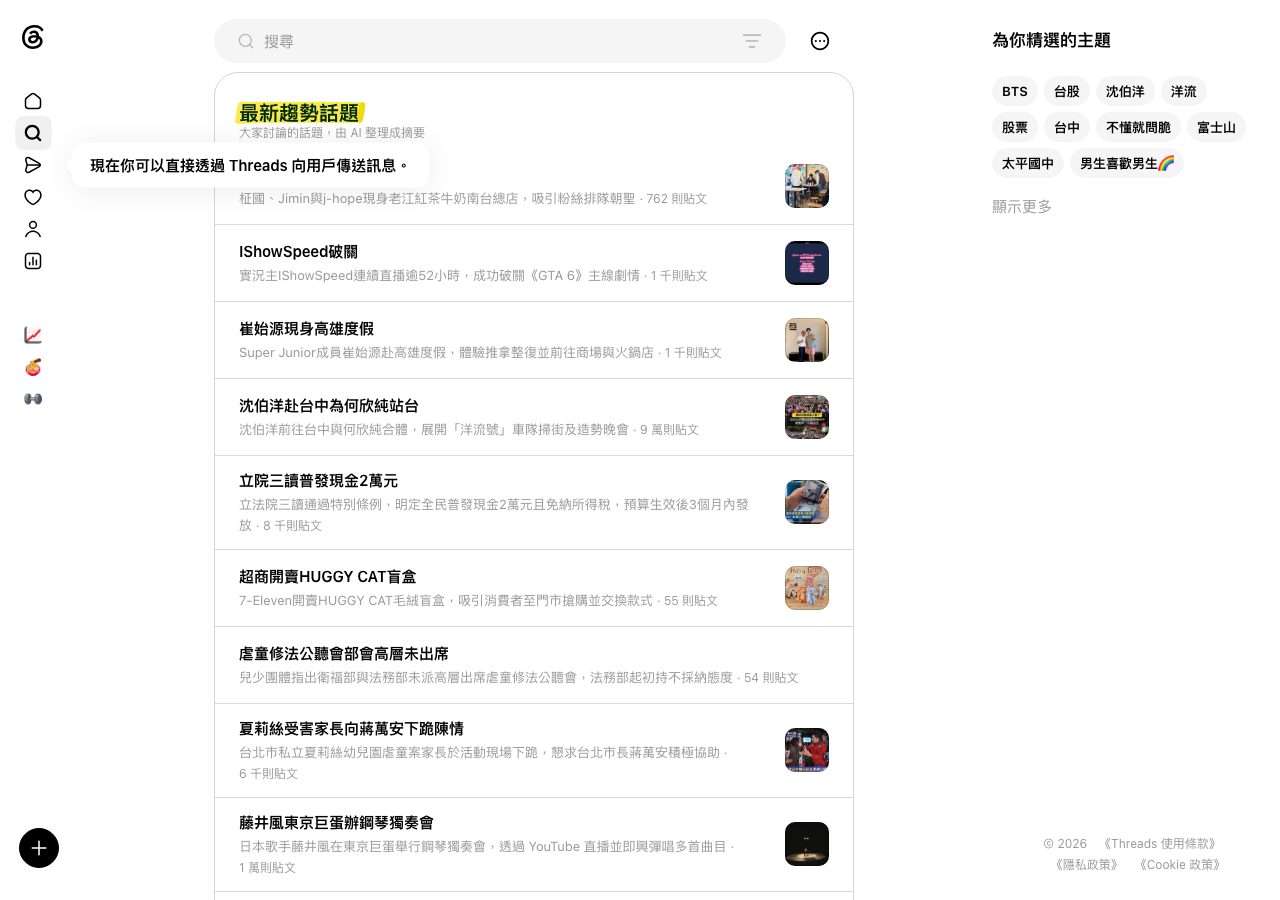 搜尋
最新趨勢話題
大家討論的話題，由 AI 整理成摘要
現在你可以直接透過 Threads 向用戶傳送訊息。
柾國、Jimin與j-hope現身老江紅茶牛奶南台總店，吸引粉絲排隊朝聖 · 762 則貼文
IShowSpeed破關
實況主IShowSpeed連續直播逾52小時，成功破關《GTA 6》主線劇情 · 1 千則貼文
崔始源現身高雄度假
Super Junior成員崔始源赴高雄度假，體驗推拿整復並前往商場與火鍋店 · 1 千則貼文
沈伯洋赴台中為何欣純站台
沈伯洋前往台中與何欣純合體，展開「洋流號」車隊掃街及造勢晚會 · 9 萬則貼文
立院三讀普發現金2萬元
立法院三讀通過特別條例，明定全民普發現金2萬元且免納所得稅，預算生效後3個月內發
放 · 8 千則貼文
超商開賣HUGGY CAT盲盒
7-Eleven開賣HUGGY CAT毛絨盲盒，吸引消費者至門市搶購並交換款式 · 55 則貼文
虐童修法公聽會部會高層未出席
兒少團體指出衛福部與法務部未派高層出席虐童修法公聽會，法務部起初持不採納態度 · 54 則貼文
夏莉絲受害家長向蔣萬安下跪陳情
台北市私立夏莉絲幼兒園虐童案家長於活動現場下跪，懇求台北市長蔣萬安積極協助 ·
6 千則貼文
藤井風東京巨蛋辦鋼琴獨奏會
日本歌手藤井風在東京巨蛋舉行鋼琴獨奏會，透過 YouTube 直播並即興彈唱多首曲目 ·
1 萬則貼文
為你精選的主題
BTS 台股 沈伯洋 洋流
股票 台中 不懂就問脆 富士山
太平國中 男生喜歡男生🌈
顯示更多
© 2026 《Threads 使用條款》
《隱私政策》 《Cookie 政策》